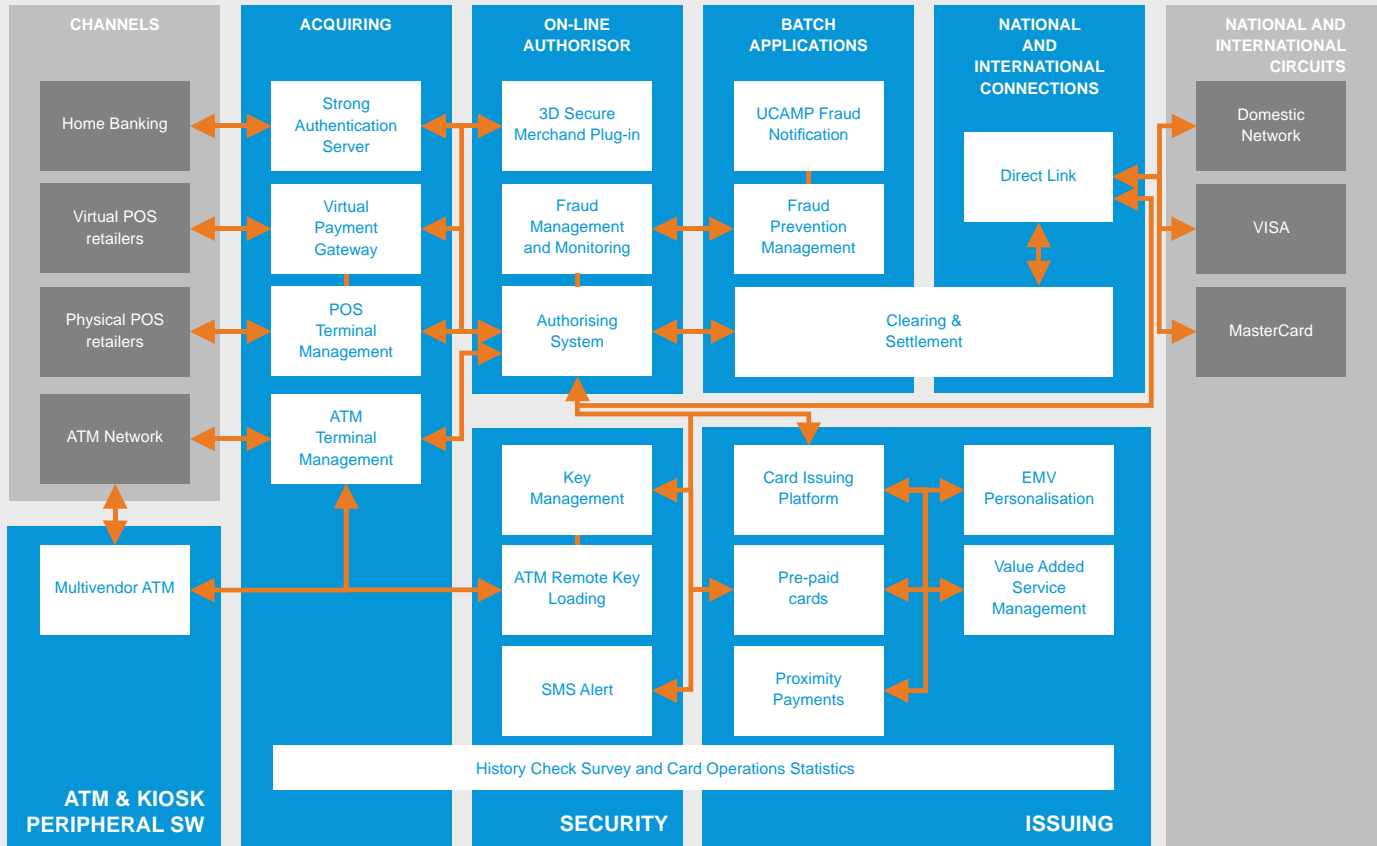 CHANNELS
Home Banking
Virtual POS
retailers
Physical POS
retailers
ATM Network
Multivendor ATM
ATM & KIOSK
PERIPHERAL SW
ACQUIRING
Strong
Authentication
Server
Virtual
Payment
Gateway
POS
Terminal
Management
ATM
Terminal
Management
ON-LINE
AUTHORISOR
3D Secure
Merchand Plug-in
Fraud
Management
and Monitoring
Authorising
System
BATCH
APPLICATIONS
UCAMP Fraud
Notification
Fraud
Prevention
Management
NATIONAL
AND
INTERNATIONAL
CONNECTIONS
Direct Link
Clearing &
Settlement
NATIONAL AND
INTERNATIONAL
CIRCUITS
Domestic
Network
VISA
MasterCard
Key
Management
ATM Remote Key
Loading
SMS Alert
Card Issuing
Platform
Pre-paid
cards
Proximity
Payments
EMV
Personalisation
Value Added
Service
Management
History Check Survey and Card Operations Statistics
SECURITY
ISSUING